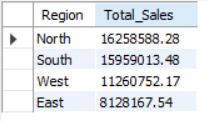 Region Total_Sales
North 16258588.28
South 15959013.48
West 11260752.17
East 8128167.54